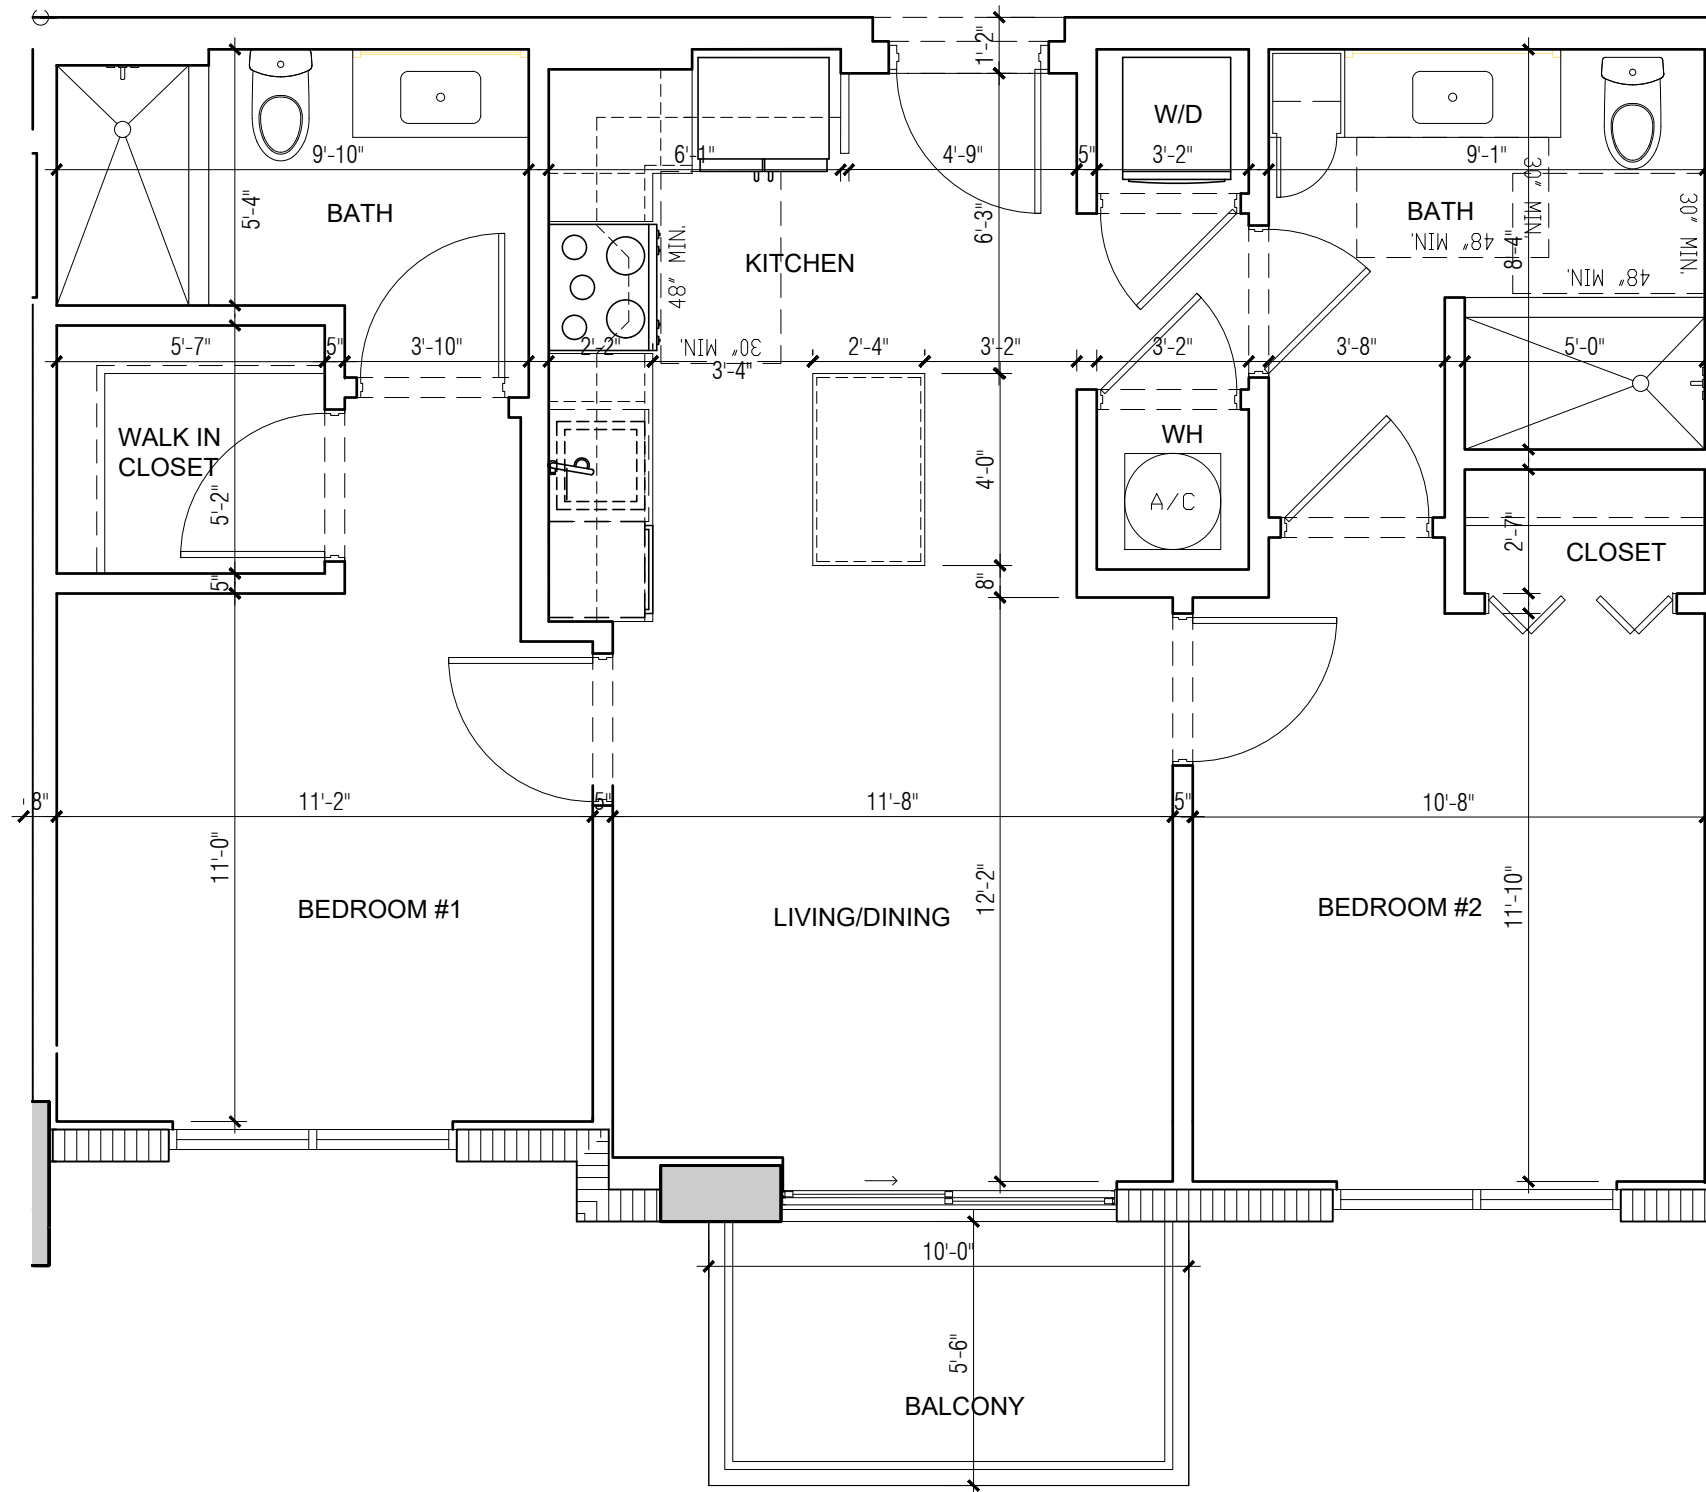 1'-2"
W/D
9'-10"
6'-1"
4'-9"
5"
3'-2"
9'-1"
30" MIN.
5'-4"
BATH
6'-3"
BATH
30" MIN.
48" MIN.
8'-4"
48" MIN.
KITCHEN
48" MIN.
5'-7"
5"
3'-10"
2'-2"
30" MIN.
3'-4"
2'-4"
3'-2"
3'-2"
3'-8"
5'-0"
WALK IN
CLOSET
WH
4'-0"
5'-2"
A/C
2'-7"
CLOSET
5"
8"
8"
11'-2"
5"
11'-8"
5"
10'-8"
11'-0"
12'-2"
11'-10"
BEDROOM #1
LIVING/DINING
BEDROOM #2
10'-0"
5'-6"
BALCONY